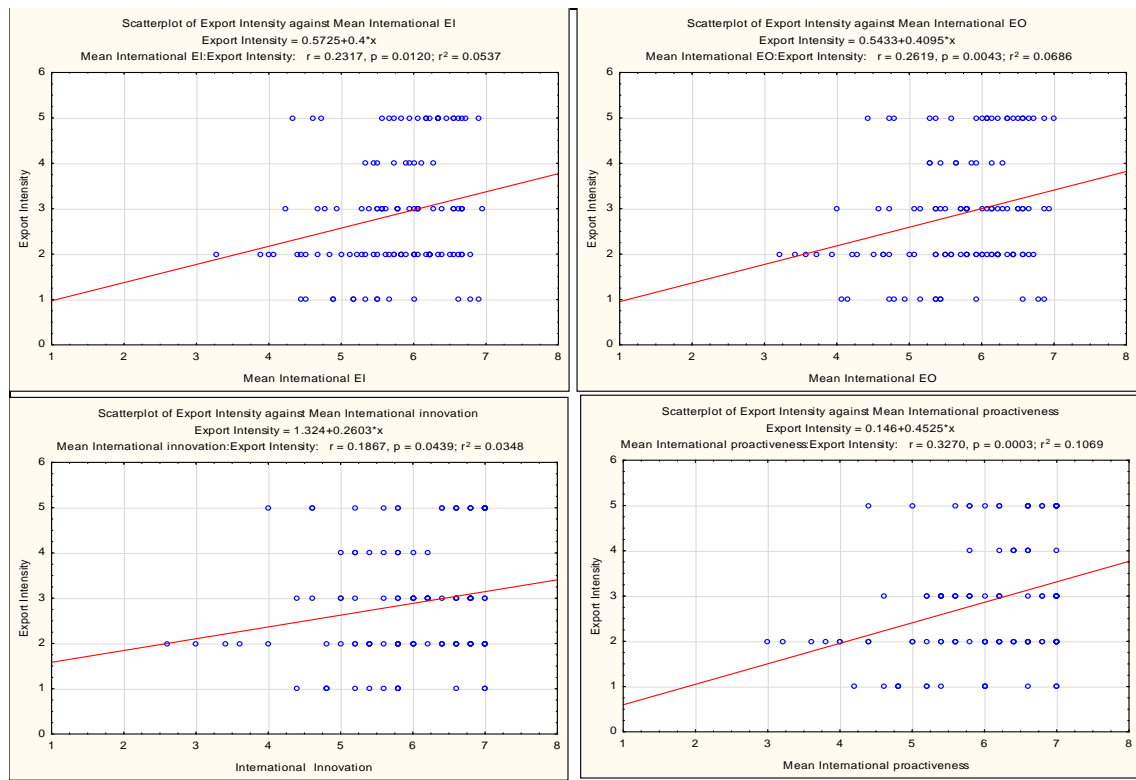 Scatterplot of Export Intensity against Mean International EI
Export Intensity = 0.5725+0.4*x
Mean International EI:Export Intensity: r = 0.2317, p = 0.0120; r² = 0.0537
6
5
4
3
2
1
0
Export Intensity
1 2 3 4 5 6 7 8
Mean International EI
Scatterplot of Export Intensity against Mean International EO
Export Intensity = 0.5433+0.4095*x
Mean International EO:Export Intensity: r = 0.2619, p = 0.0043; r² = 0.0686
6
5
4
3
2
1
0
Export Intensity
1 2 3 4 5 6 7 8
Mean International EO
Scatterplot of Export Intensity against Mean International innovation
Export Intensity = 1.324+0.2603*x
Mean International innovation:Export Intensity: r = 0.1867, p = 0.0439; r² = 0.0348
6
5
4
3
2
1
0
Export Intensity
1 2 3 4 5 6 7 8
International Innovation
Scatterplot of Export Intensity against Mean International proactiveness
Export Intensity = 0.146+0.4525*x
Mean International proactiveness:Export Intensity: r = 0.3270, p = 0.0003; r² = 0.1069
6
5
4
3
2
1
0
Export Intensity
1 2 3 4 5 6 7 8
Mean International proactiveness